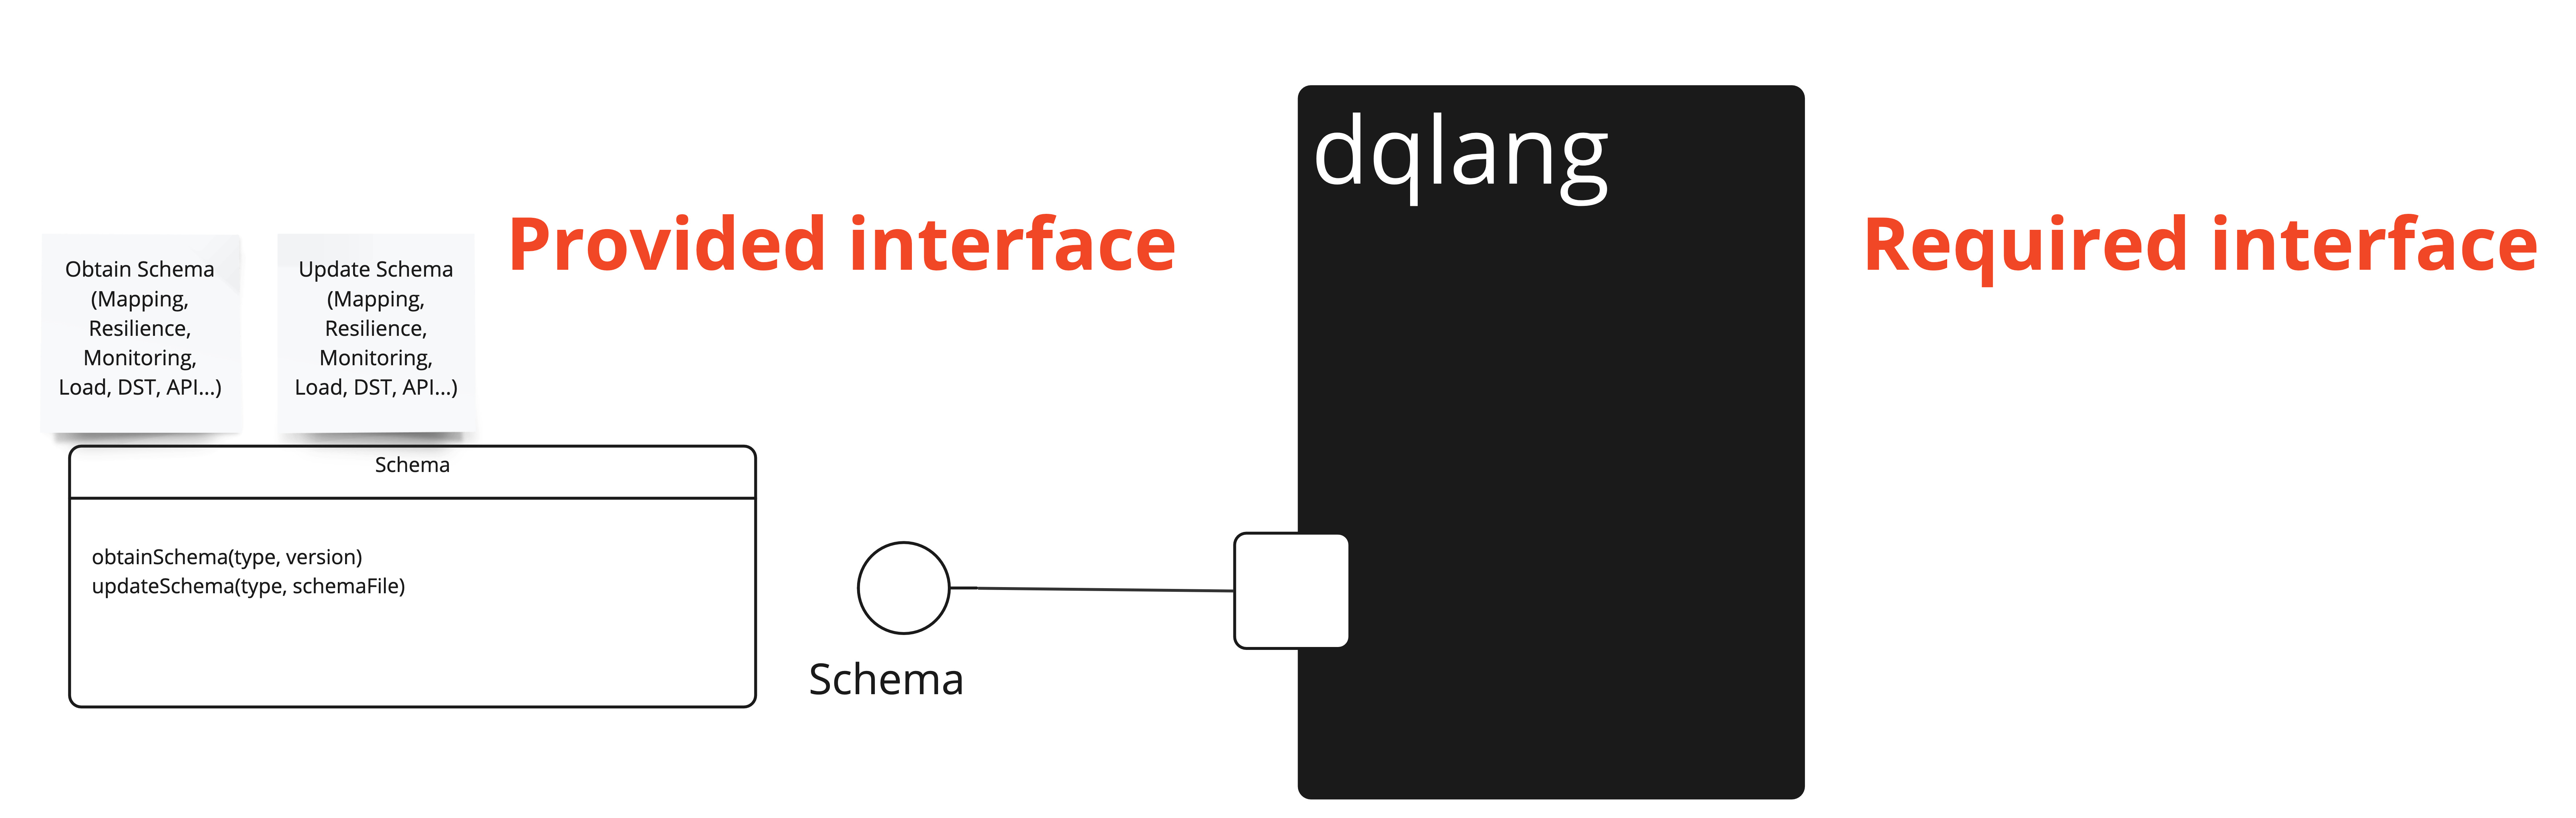 dqlang
Provided interface
Required interface
Obtain Schema
(Mapping,
Resilience,
Monitoring,
Load, DST, API...)
Update Schema
(Mapping,
Resilience,
Monitoring,
Load, DST, API...)
Schema
obtainSchema(type, version)
updateSchema(type, schemaFile)
Schema